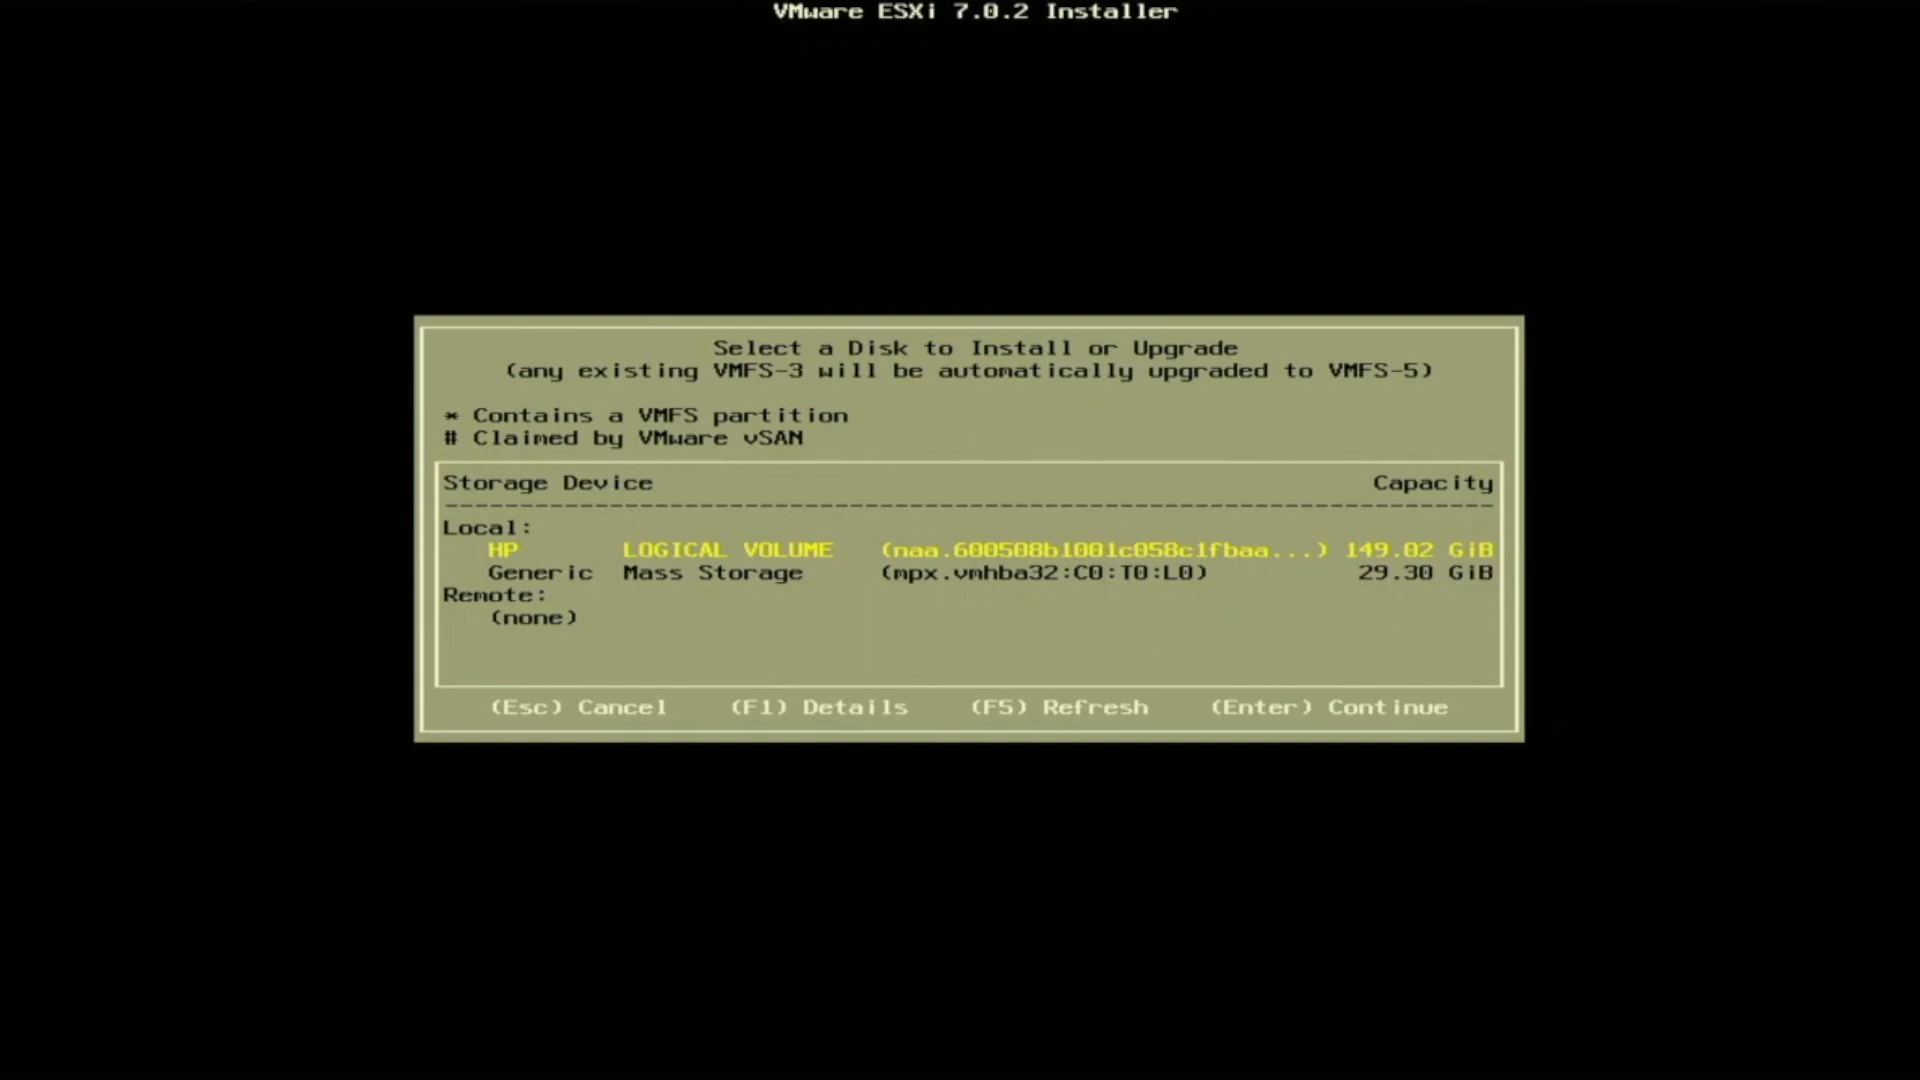 VMware ESXi 7.0.2 Installer
Select a Disk to Install or Upgrade
(any existing VMFS-3 will be automatically upgraded to VMFS-5)
* Contains a VMFS partition
# Claimed by VMware vSAN
Storage Device Capacity
----------------------------------------------------------------------
Local:
HP LOGICAL VOLUME (naa.600508b1001c058c1fbaa...) 149.02 GiB
Generic Mass Storage (mpx.vmhba32:C0:T0:L0) 29.30 GiB
Remote:
(none)
(Esc) Cancel (F1) Details (F5) Refresh (Enter) Continue